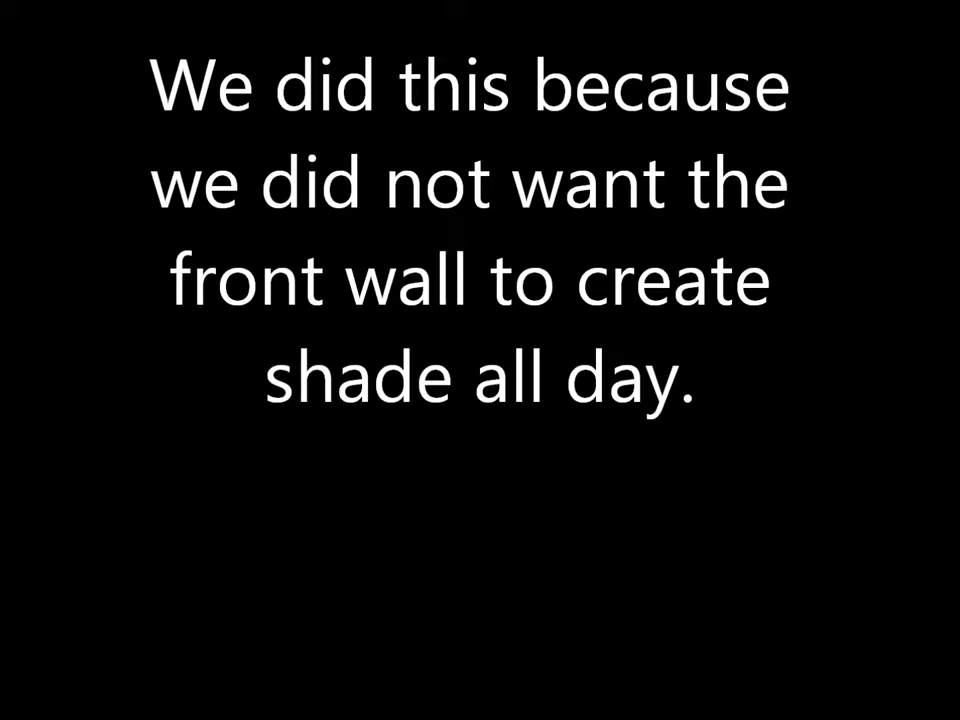 We did this because
we did not want the
front wall to create
shade all day.